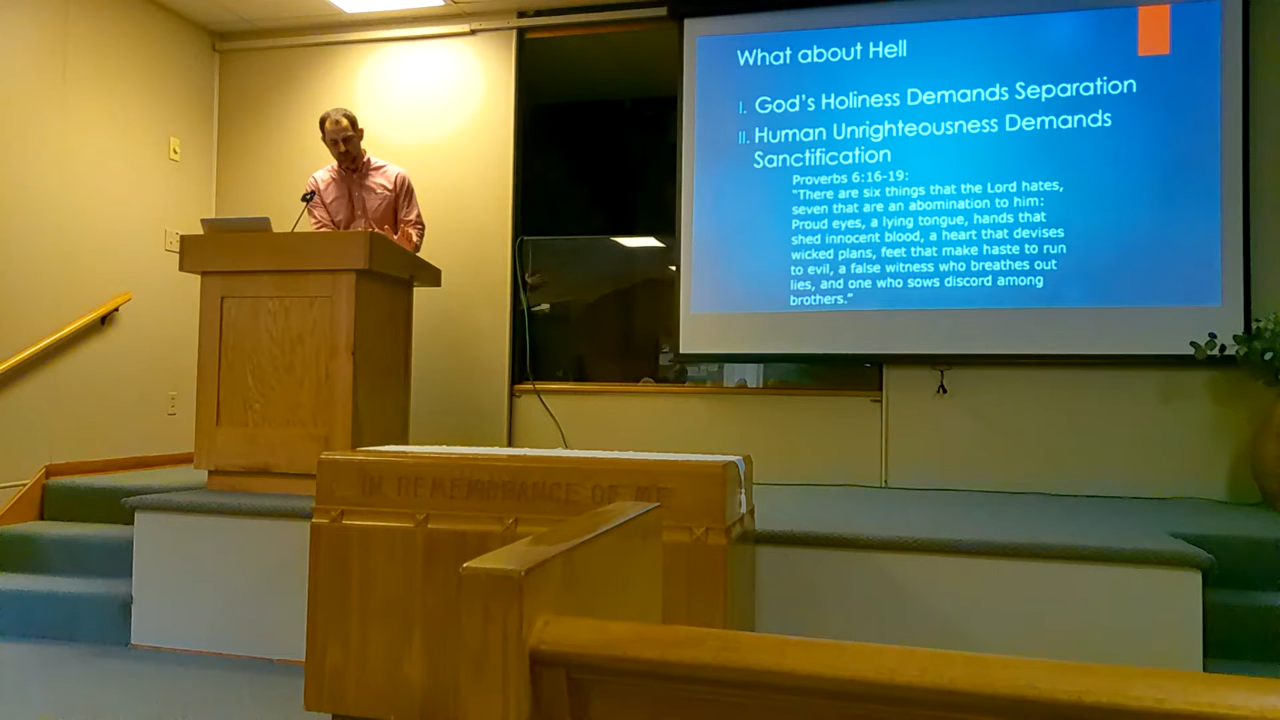 What about Hell
I. God's Holiness Demands Separation
II. Human Unrighteousness Demands
Sanctification
Proverbs 6:16-19:
"There are six things that the Lord hates,
seven that are an abomination to him:
Proud eyes, a lying tongue, hands that
shed innocent blood, a heart that devises
wicked plans, feet that make haste to run
to evil, a false witness who breathes out
lies, and one who sows discord among
brothers."
IN REMEMBRANCE OF ME